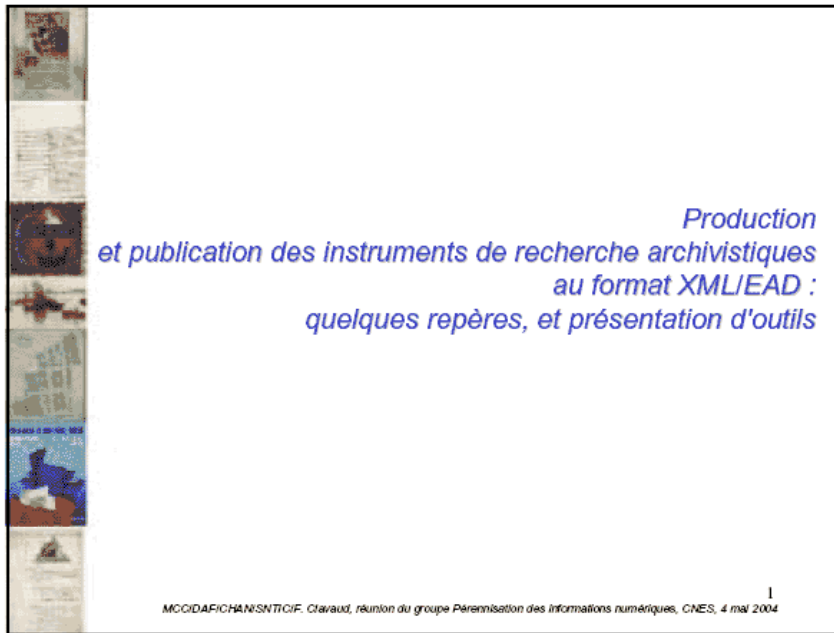 Production
et publication des instruments de recherche archivistiques
au format XML/EAD :
quelques repères, et présentation d'outils
1
MCC/DAF/CHAN/SNTIC/F. Clavaud, réunion du groupe Pérennisation des informations numériques, CNES, 4 mai 2004